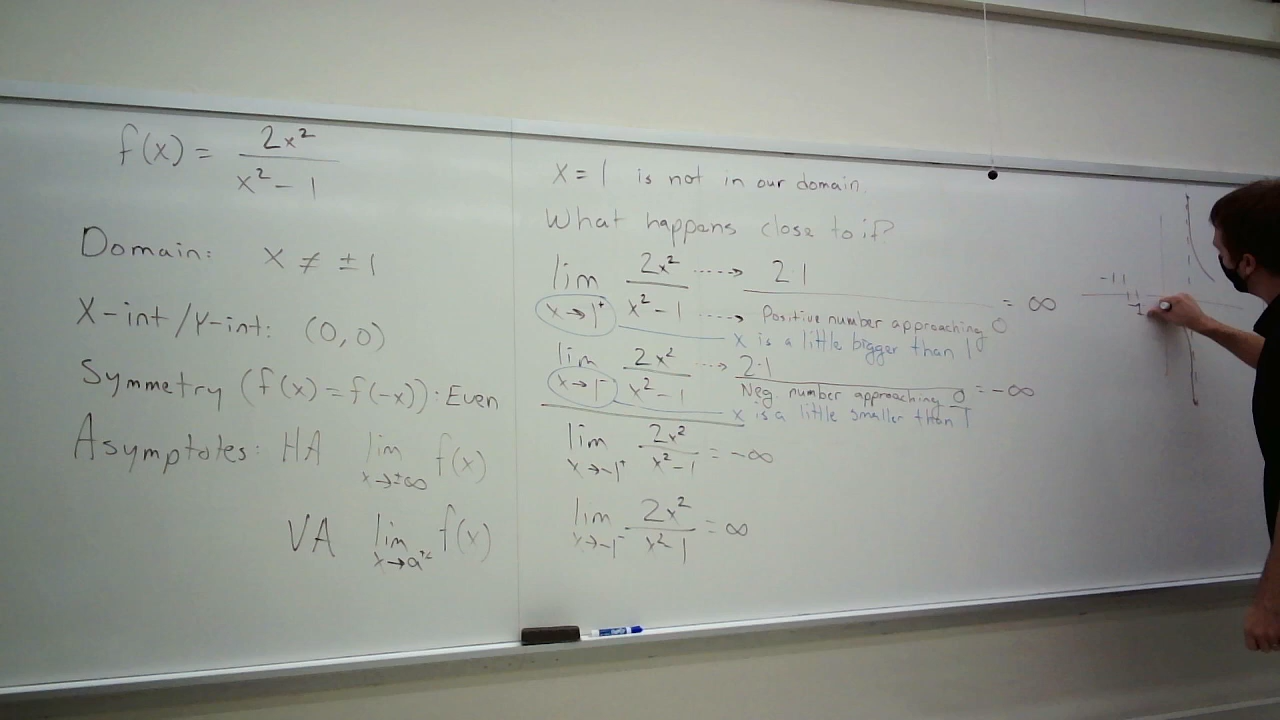 f(x) = 2x² / x² - 1
Domain: x ≠ ± 1
X-int/Y-int: (0,0)
Symmetry (f(x) = f(-x)): Even
Asymptotes: HA lim x→±∞ f(x)
VA lim x→a⁺⁄⁻ f(x)
x = 1 is not in our domain.
What happens close to it?
lim x→1⁺ 2x² / x² - 1 ⇢ 2·1 / Positive number approaching 0 = ∞
x is a little bigger than 1
lim x→1⁻ 2x² / x² - 1 ⇢ 2·1 / Neg. number approaching 0 = -∞
x is a little smaller than 1
lim x→-1⁺ 2x² / x² - 1 = -∞
lim x→-1⁻ 2x² / x² - 1 = ∞